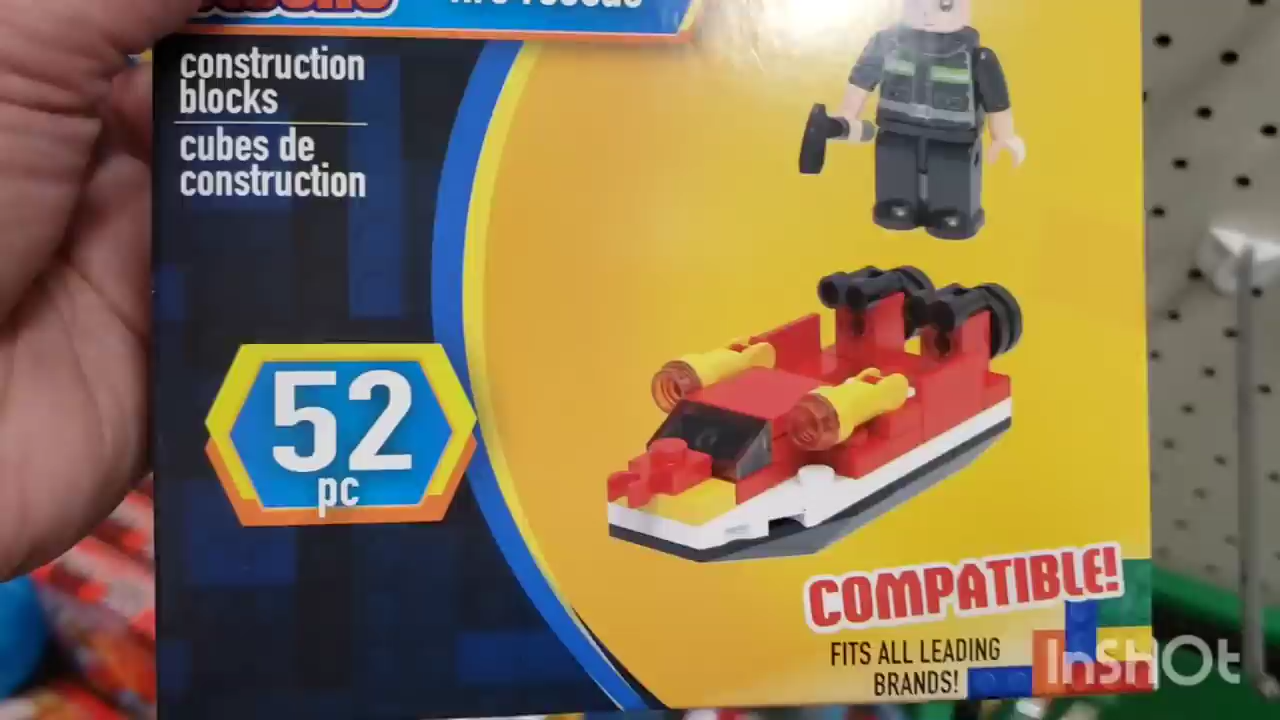 construction
blocks
cubes de
construction
52
pc
COMPATIBLE!
FITS ALL LEADING
BRANDS!
InSHOt